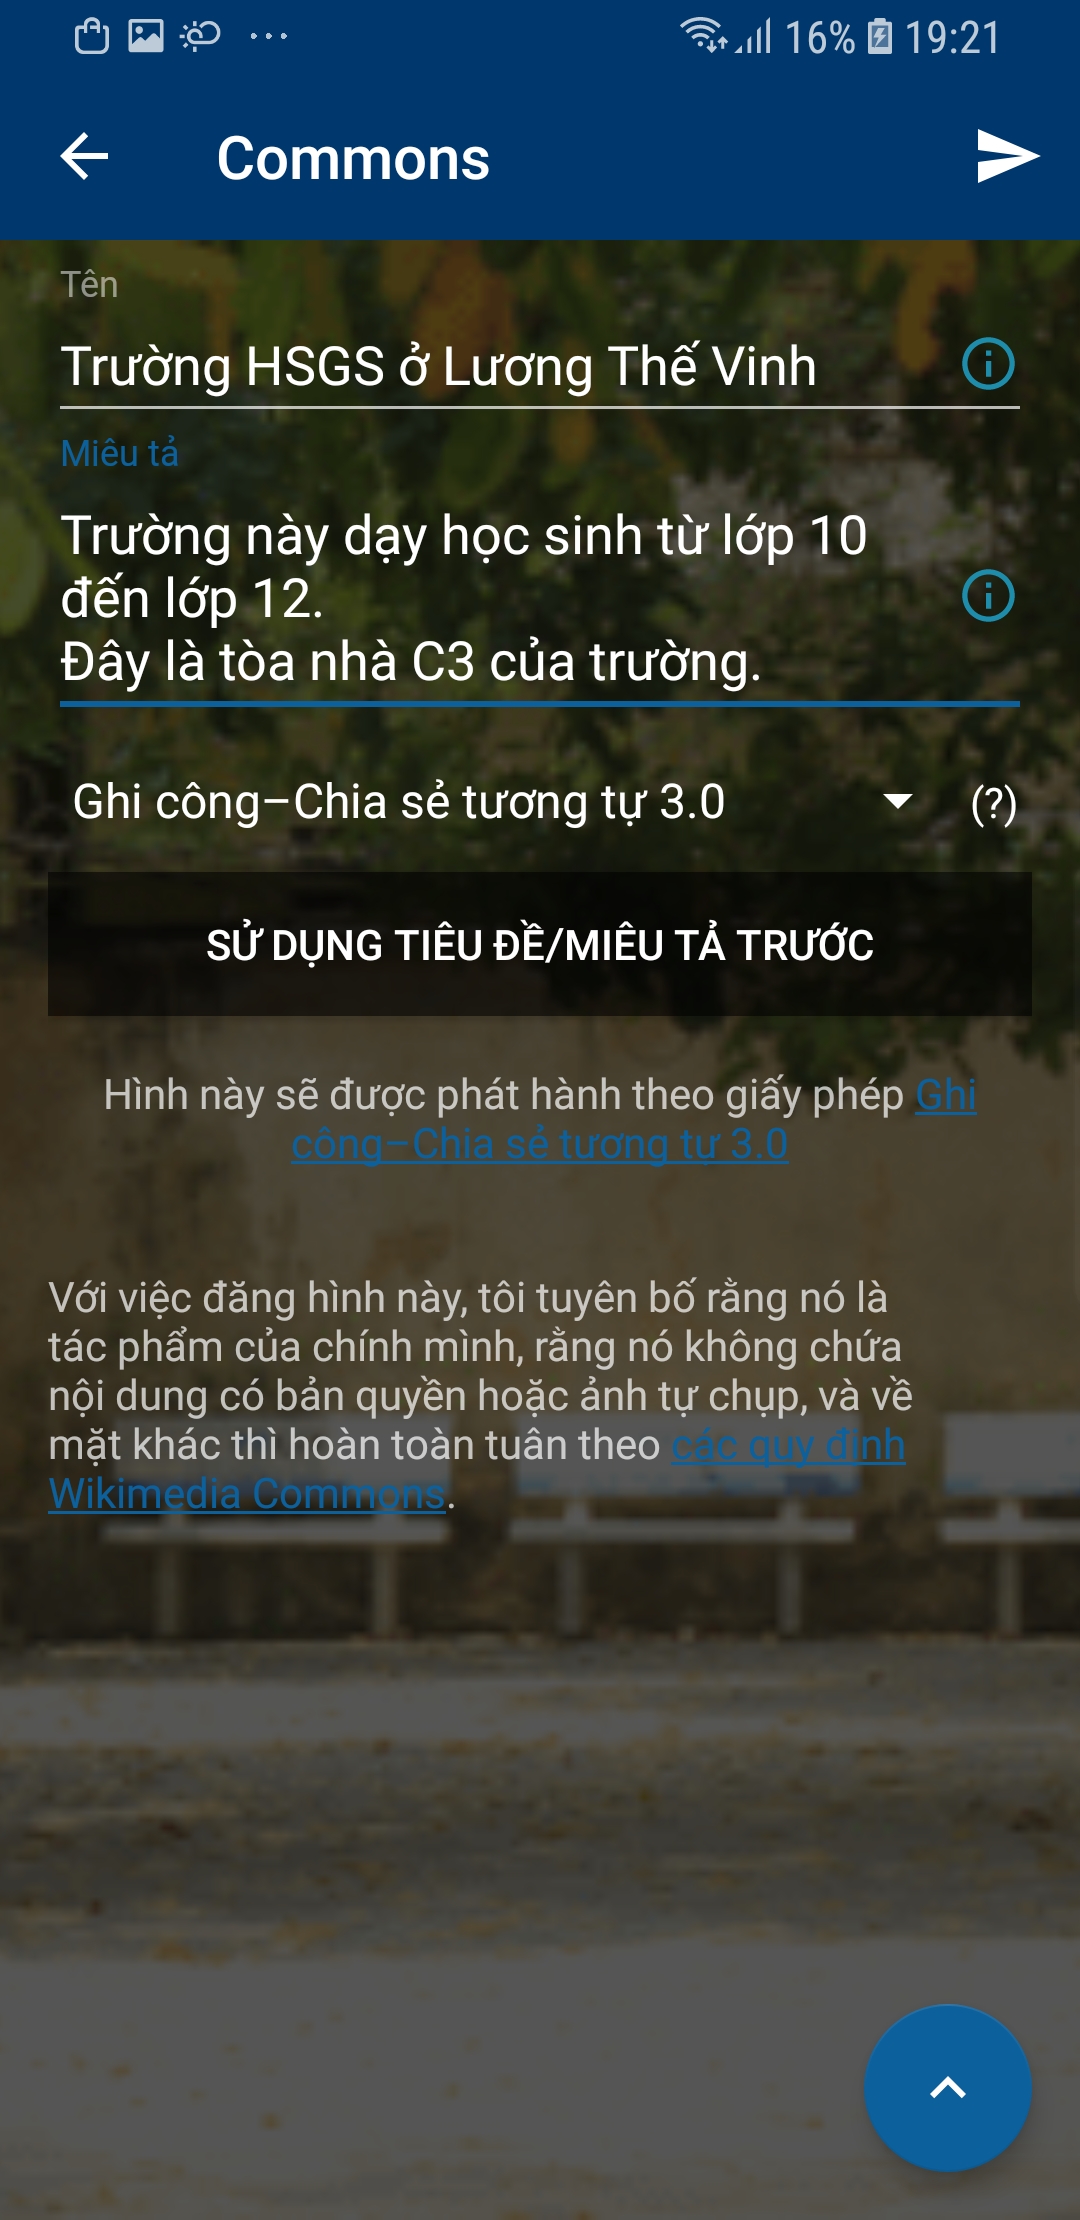 16% 19:21
Commons
Tên
Trường HSGS ở Lương Thế Vinh
Miêu tả
Trường này dạy học sinh từ lớp 10
đến lớp 12.
Đây là tòa nhà C3 của trường.
Ghi công–Chia sẻ tương tự 3.0 (?)
SỬ DỤNG TIÊU ĐỀ/MIÊU TẢ TRƯỚC
Hình này sẽ được phát hành theo giấy phép Ghi
công–Chia sẻ tương tự 3.0
Với việc đăng hình này, tôi tuyên bố rằng nó là
tác phẩm của chính mình, rằng nó không chứa
nội dung có bản quyền hoặc ảnh tự chụp, và về
mặt khác thì hoàn toàn tuân theo các quy định
Wikimedia Commons.